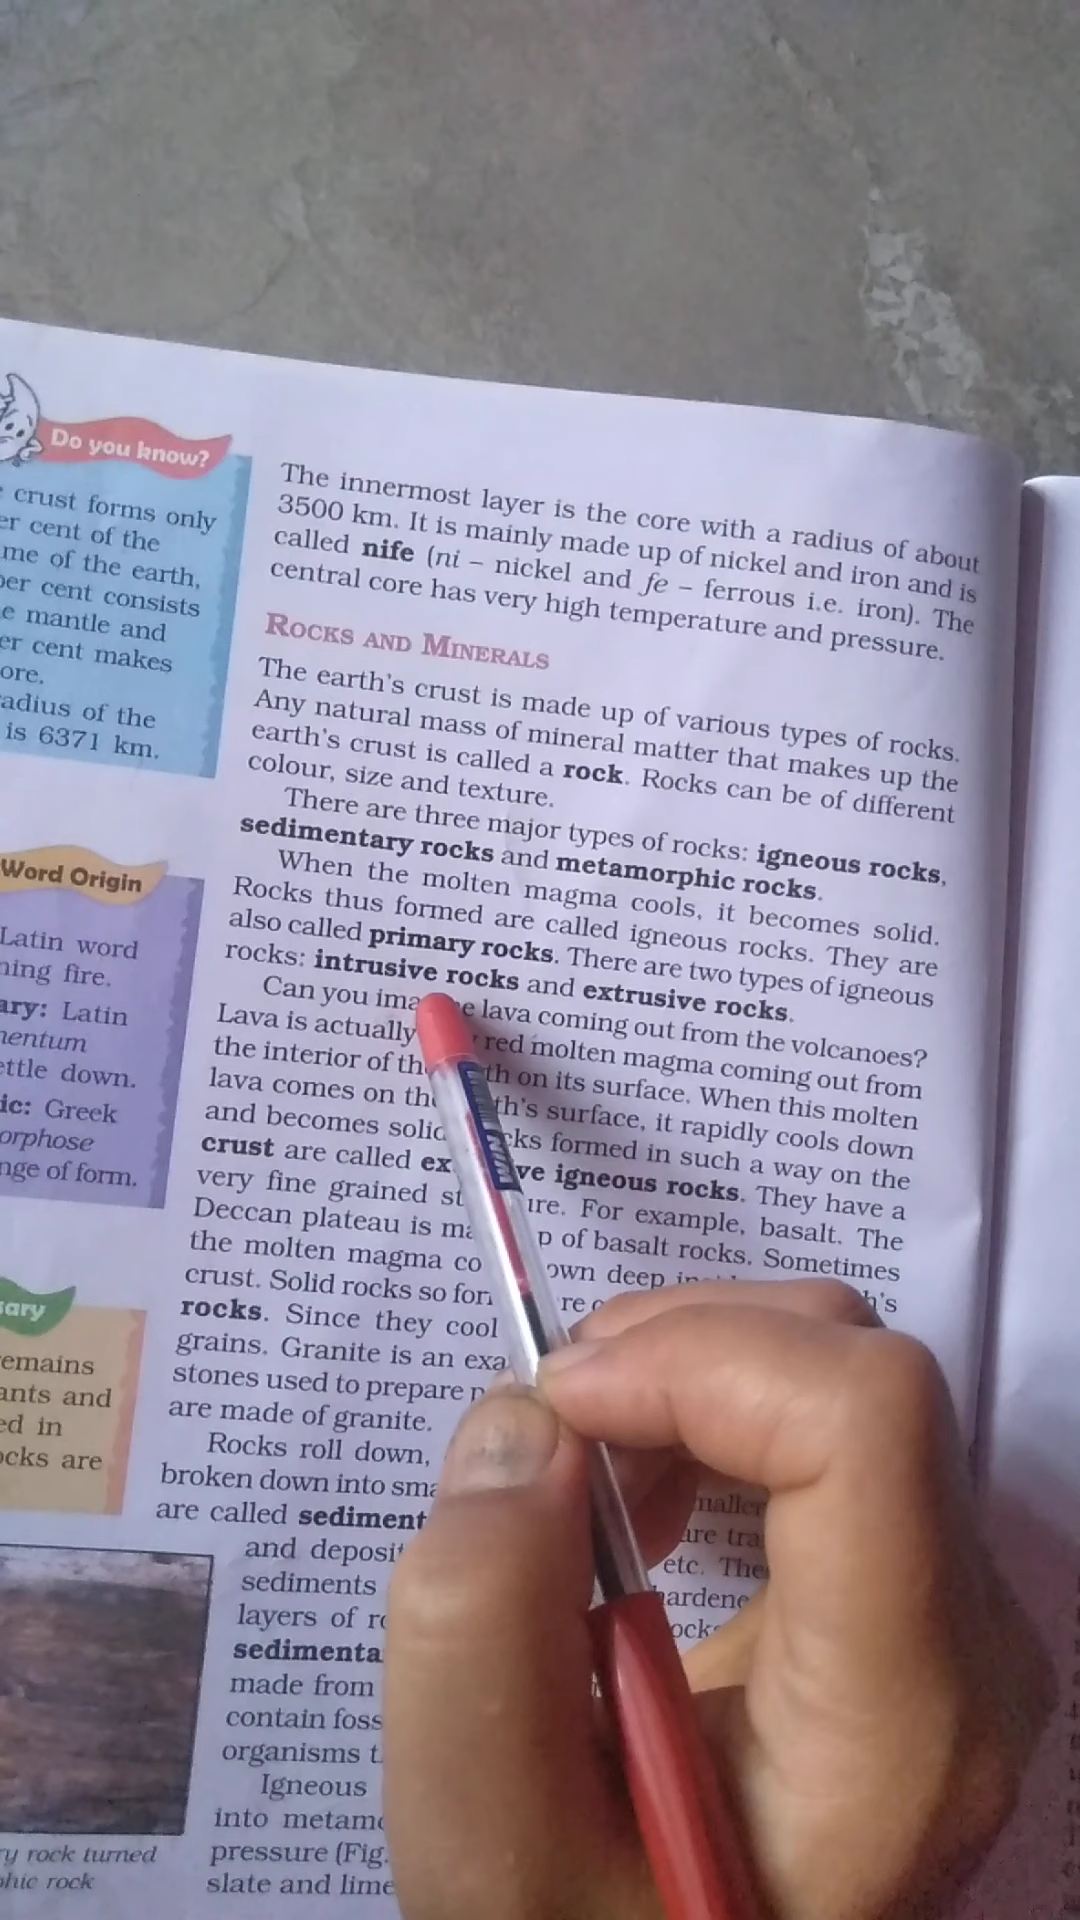 Do you know?
crust forms only
er cent of the
me of the earth,
per cent consists
e mantle and
er cent makes
ore.
adius of the
is 6371 km.
Word Origin
Latin word
ning fire.
ary: Latin
mentum
ettle down.
ic: Greek
orphose
nge of form.
sary
remains
ants and
ed in
ocks are
ry rock turned
phic rock
The innermost layer is the core with a radius of about
3500 km. It is mainly made up of nickel and iron and is
called nife (ni – nickel and fe – ferrous i.e. iron). The
central core has very high temperature and pressure.
ROCKS AND MINERALS
The earth's crust is made up of various types of rocks.
Any natural mass of mineral matter that makes up the
earth's crust is called a rock. Rocks can be of different
colour, size and texture.
There are three major types of rocks: igneous rocks,
sedimentary rocks and metamorphic rocks.
When the molten magma cools, it becomes solid.
Rocks thus formed are called igneous rocks. They are
also called primary rocks. There are two types of igneous
rocks: intrusive rocks and extrusive rocks.
Can you ima e lava coming out from the volcanoes?
Lava is actually red molten magma coming out from
the interior of th th on its surface. When this molten
lava comes on th th's surface, it rapidly cools down
and becomes solid cks formed in such a way on the
crust are called ex ve igneous rocks. They have a
very fine grained st ure. For example, basalt. The
Deccan plateau is ma p of basalt rocks. Sometimes
the molten magma co own deep h's
crust. Solid rocks so for re
rocks. Since they cool
grains. Granite is an exa
stones used to prepare p
are made of granite.
Rocks roll down,
broken down into sma maller
are called sediment are tra
and deposit etc. The
sediments hardene
layers of ro ocks
sedimenta
made from
contain foss
organisms t
Igneous
into metamo
pressure (Fig.
slate and lime